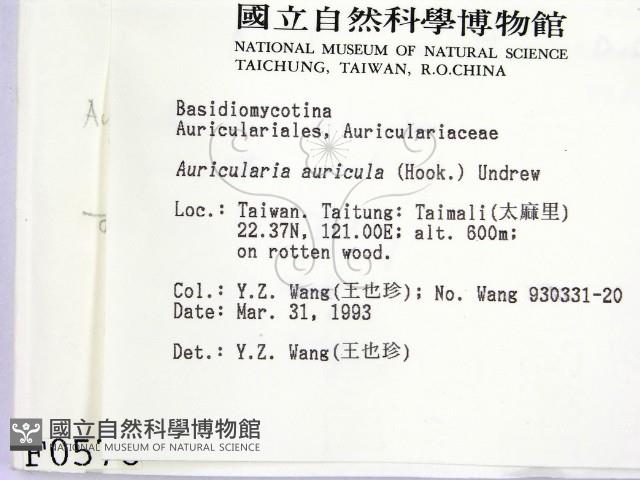 國立自然科學博物館
NATIONAL MUSEUM OF NATURAL SCIENCE
TAICHUNG, TAIWAN, R.O.CHINA
Basidiomycotina
Auriculariales, Auriculariaceae
Auricularia auricula (Hook.) Undrew
Loc.: Taiwan. Taitung: Taimali(太麻里)
22.37N, 121.00E; alt. 600m;
on rotten wood.
Col.: Y.Z. Wang(王也珍); No. Wang 930331-20
Date: Mar. 31, 1993
Det.: Y.Z. Wang(王也珍)
國立自然科學博物館
NATIONAL MUSEUM OF NATURAL SCIENCE